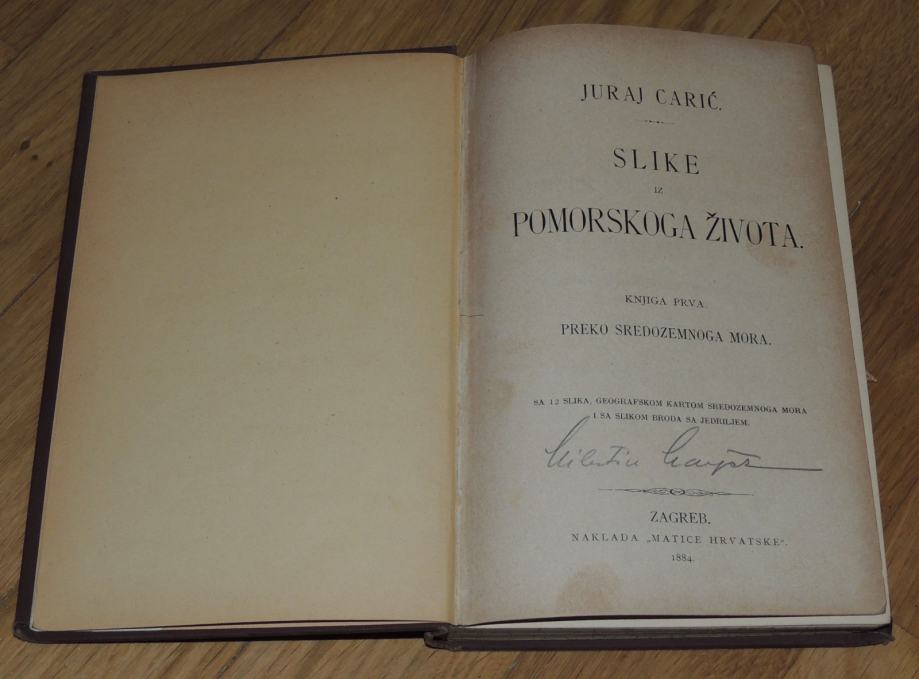 JURAJ CARIĆ.
SLIKE
IZ
POMORSKOGA ŽIVOTA.
KNJIGA PRVA.
PREKO SREDOZEMNOGA MORA.
SA 12 SLIKA, GEOGRAFSKOM KARTOM SREDOZEMNOGA MORA
I SA SLIKOM BRODA SA JEDRILJEM.
ZAGREB.
NAKLADA „MATICE HRVATSKE“.
1884.